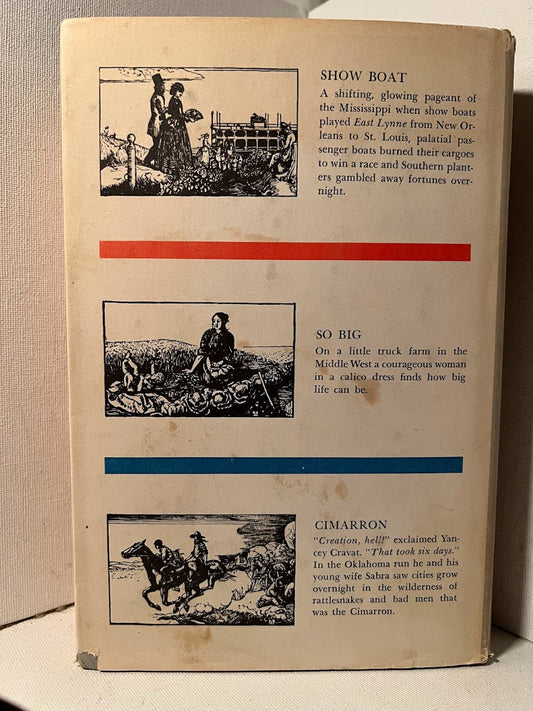 SHOW BOAT
A shifting, glowing pageant of
the Mississippi when show boats
played East Lynne from New Or-
leans to St. Louis, palatial pas-
senger boats burned their cargoes
to win a race and Southern plant-
ers gambled away fortunes over-
night.
SO BIG
On a little truck farm in the
Middle West a courageous woman
in a calico dress finds how big
life can be.
CIMARRON
"Creation, hell!" exclaimed Yan-
cey Cravat. "That took six days."
In the Oklahoma run he and his
young wife Sabra saw cities grow
overnight in the wilderness of
rattlesnakes and bad men that
was the Cimarron.